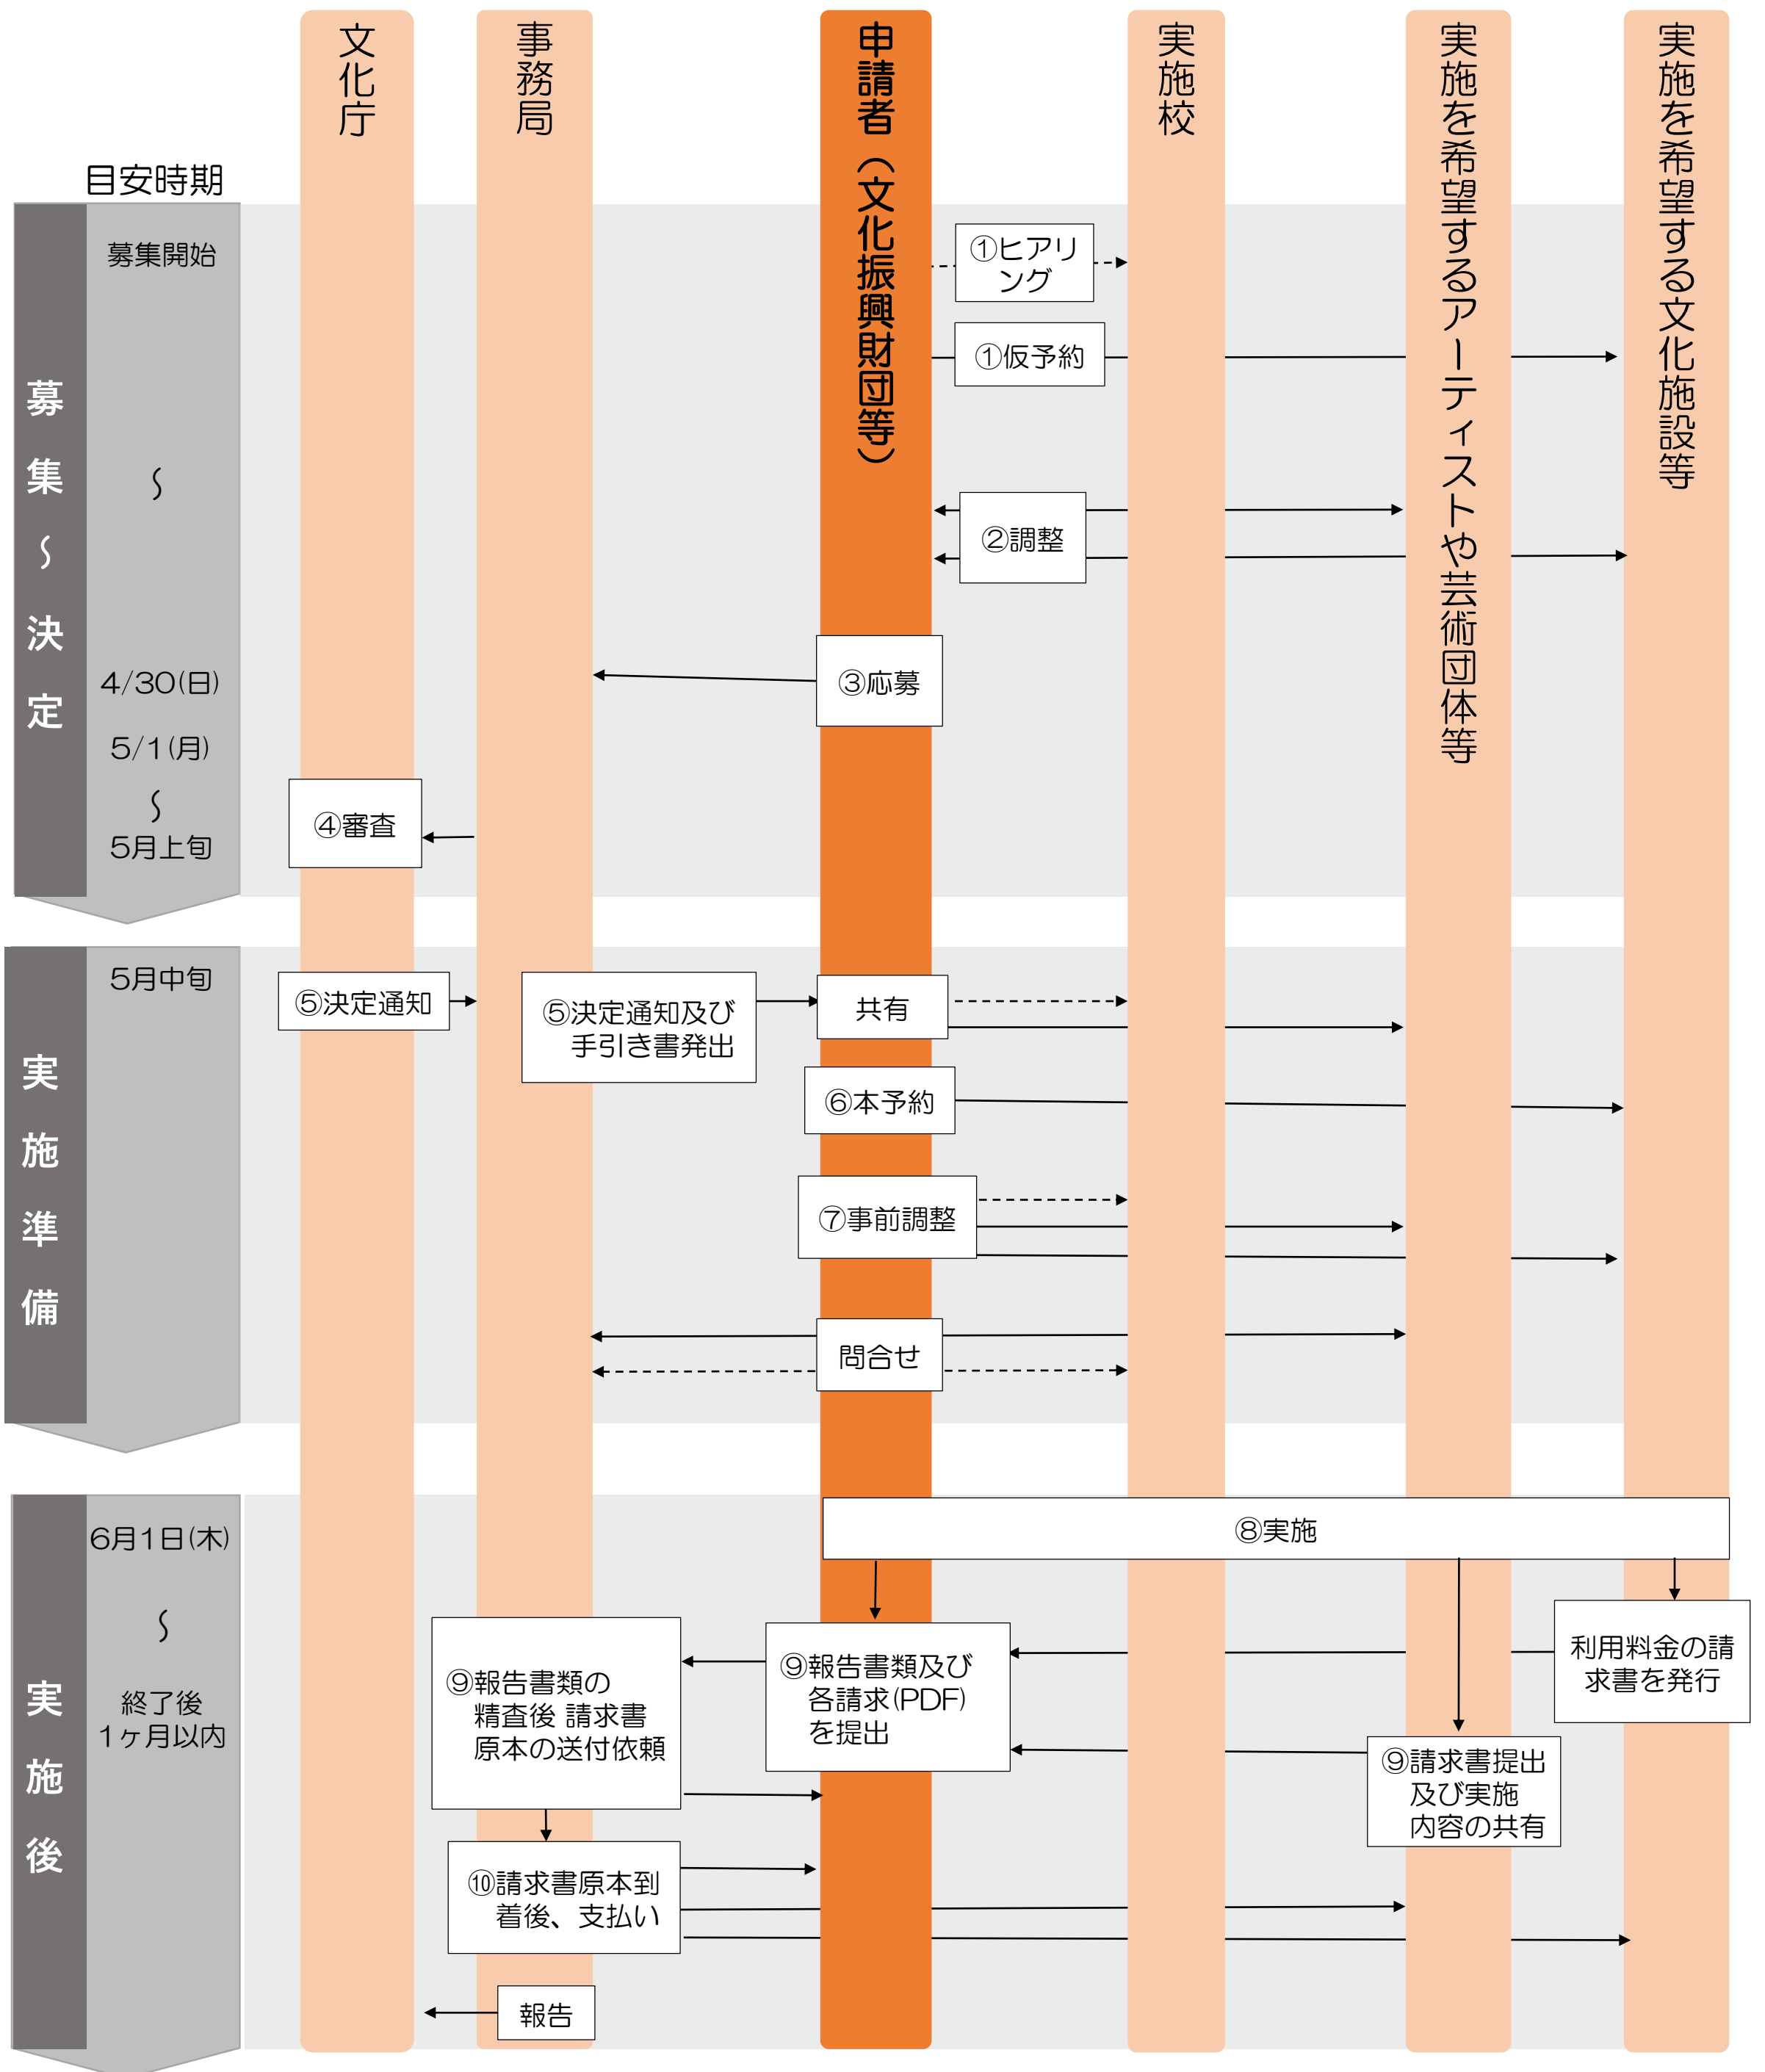 文化庁
事務局
申請者（文化振興財団等）
実施校
実施を希望するアーティストや芸術団体等
実施を希望する文化施設等
目安時期
募集～決定
募集開始
～
4/30(日)
5/1(月)
～
5月上旬
①ヒアリ
ング
①仮予約
②調整
③応募
④審査
実施準備
5月中旬
⑤決定通知
⑤決定通知及び
手引き書発出
共有
⑥本予約
⑦事前調整
問合せ
実施後
6月1日(木)
～
終了後
1ヶ月以内
⑧実施
利用料金の請
求書を発行
⑨報告書類及び
各請求(PDF)
を提出
⑨報告書類の
精査後 請求書
原本の送付依頼
⑨請求書提出
及び実施
内容の共有
⑩請求書原本到
着後、支払い
報告